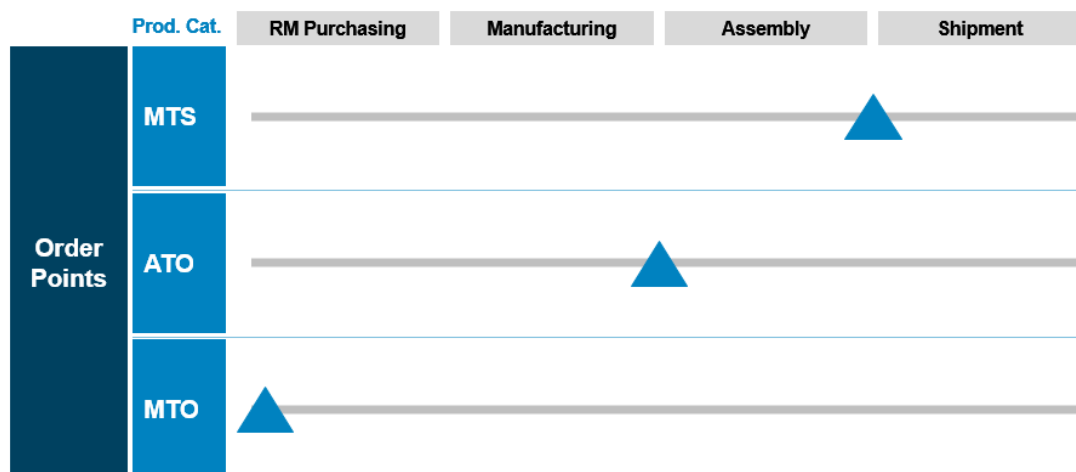 Prod. Cat.
RM Purchasing
Manufacturing
Assembly
Shipment
Order
Points
MTS
ATO
MTO